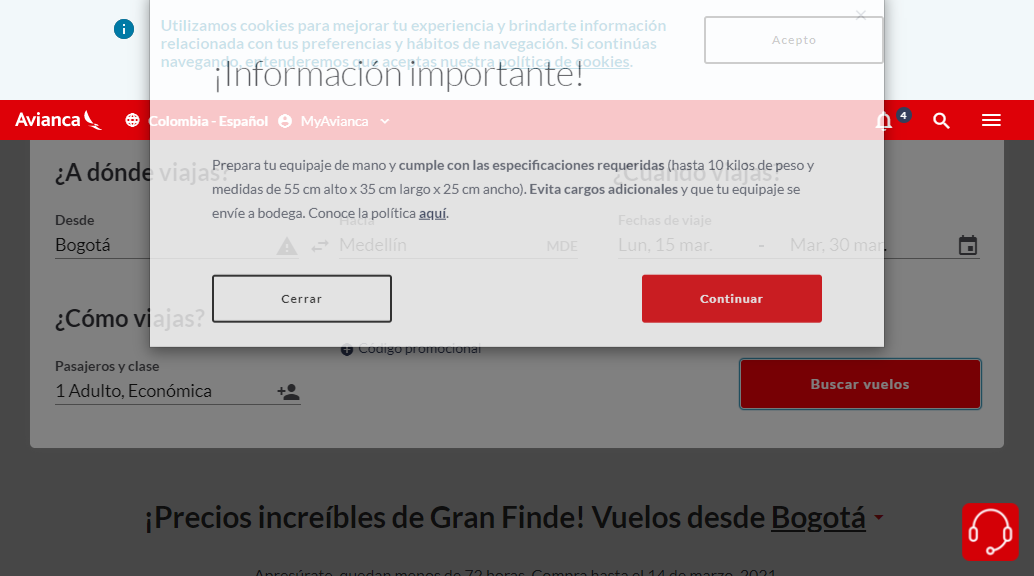 Utilizamos cookies para mejorar tu experiencia y brindarte información
relacionada con tus preferencias y hábitos de navegación. Si continúas
navegando, entenderemos que aceptas nuestra política de cookies.
Acepto
¡Información importante!
Avianca
Colombia - Español
MyAvianca
4
Prepara tu equipaje de mano y cumple con las especificaciones requeridas (hasta 10 kilos de peso y
medidas de 55 cm alto x 35 cm largo x 25 cm ancho). Evita cargos adicionales y que tu equipaje se
envíe a bodega. Conoce la política aquí.
Cerrar
Continuar
¿A dónde viajas?
¿Cuándo viajas?
Desde
Hacia
Fechas de viaje
Bogotá
Medellín
MDE
Lun, 15 mar.
-
Mar, 30 mar.
¿Cómo viajas?
Código promocional
Pasajeros y clase
1 Adulto, Económica
Buscar vuelos
¡Precios increíbles de Gran Finde! Vuelos desde Bogotá
Apresúrate, quedan menos de 72 horas. Compra hasta el 14 de marzo, 2021